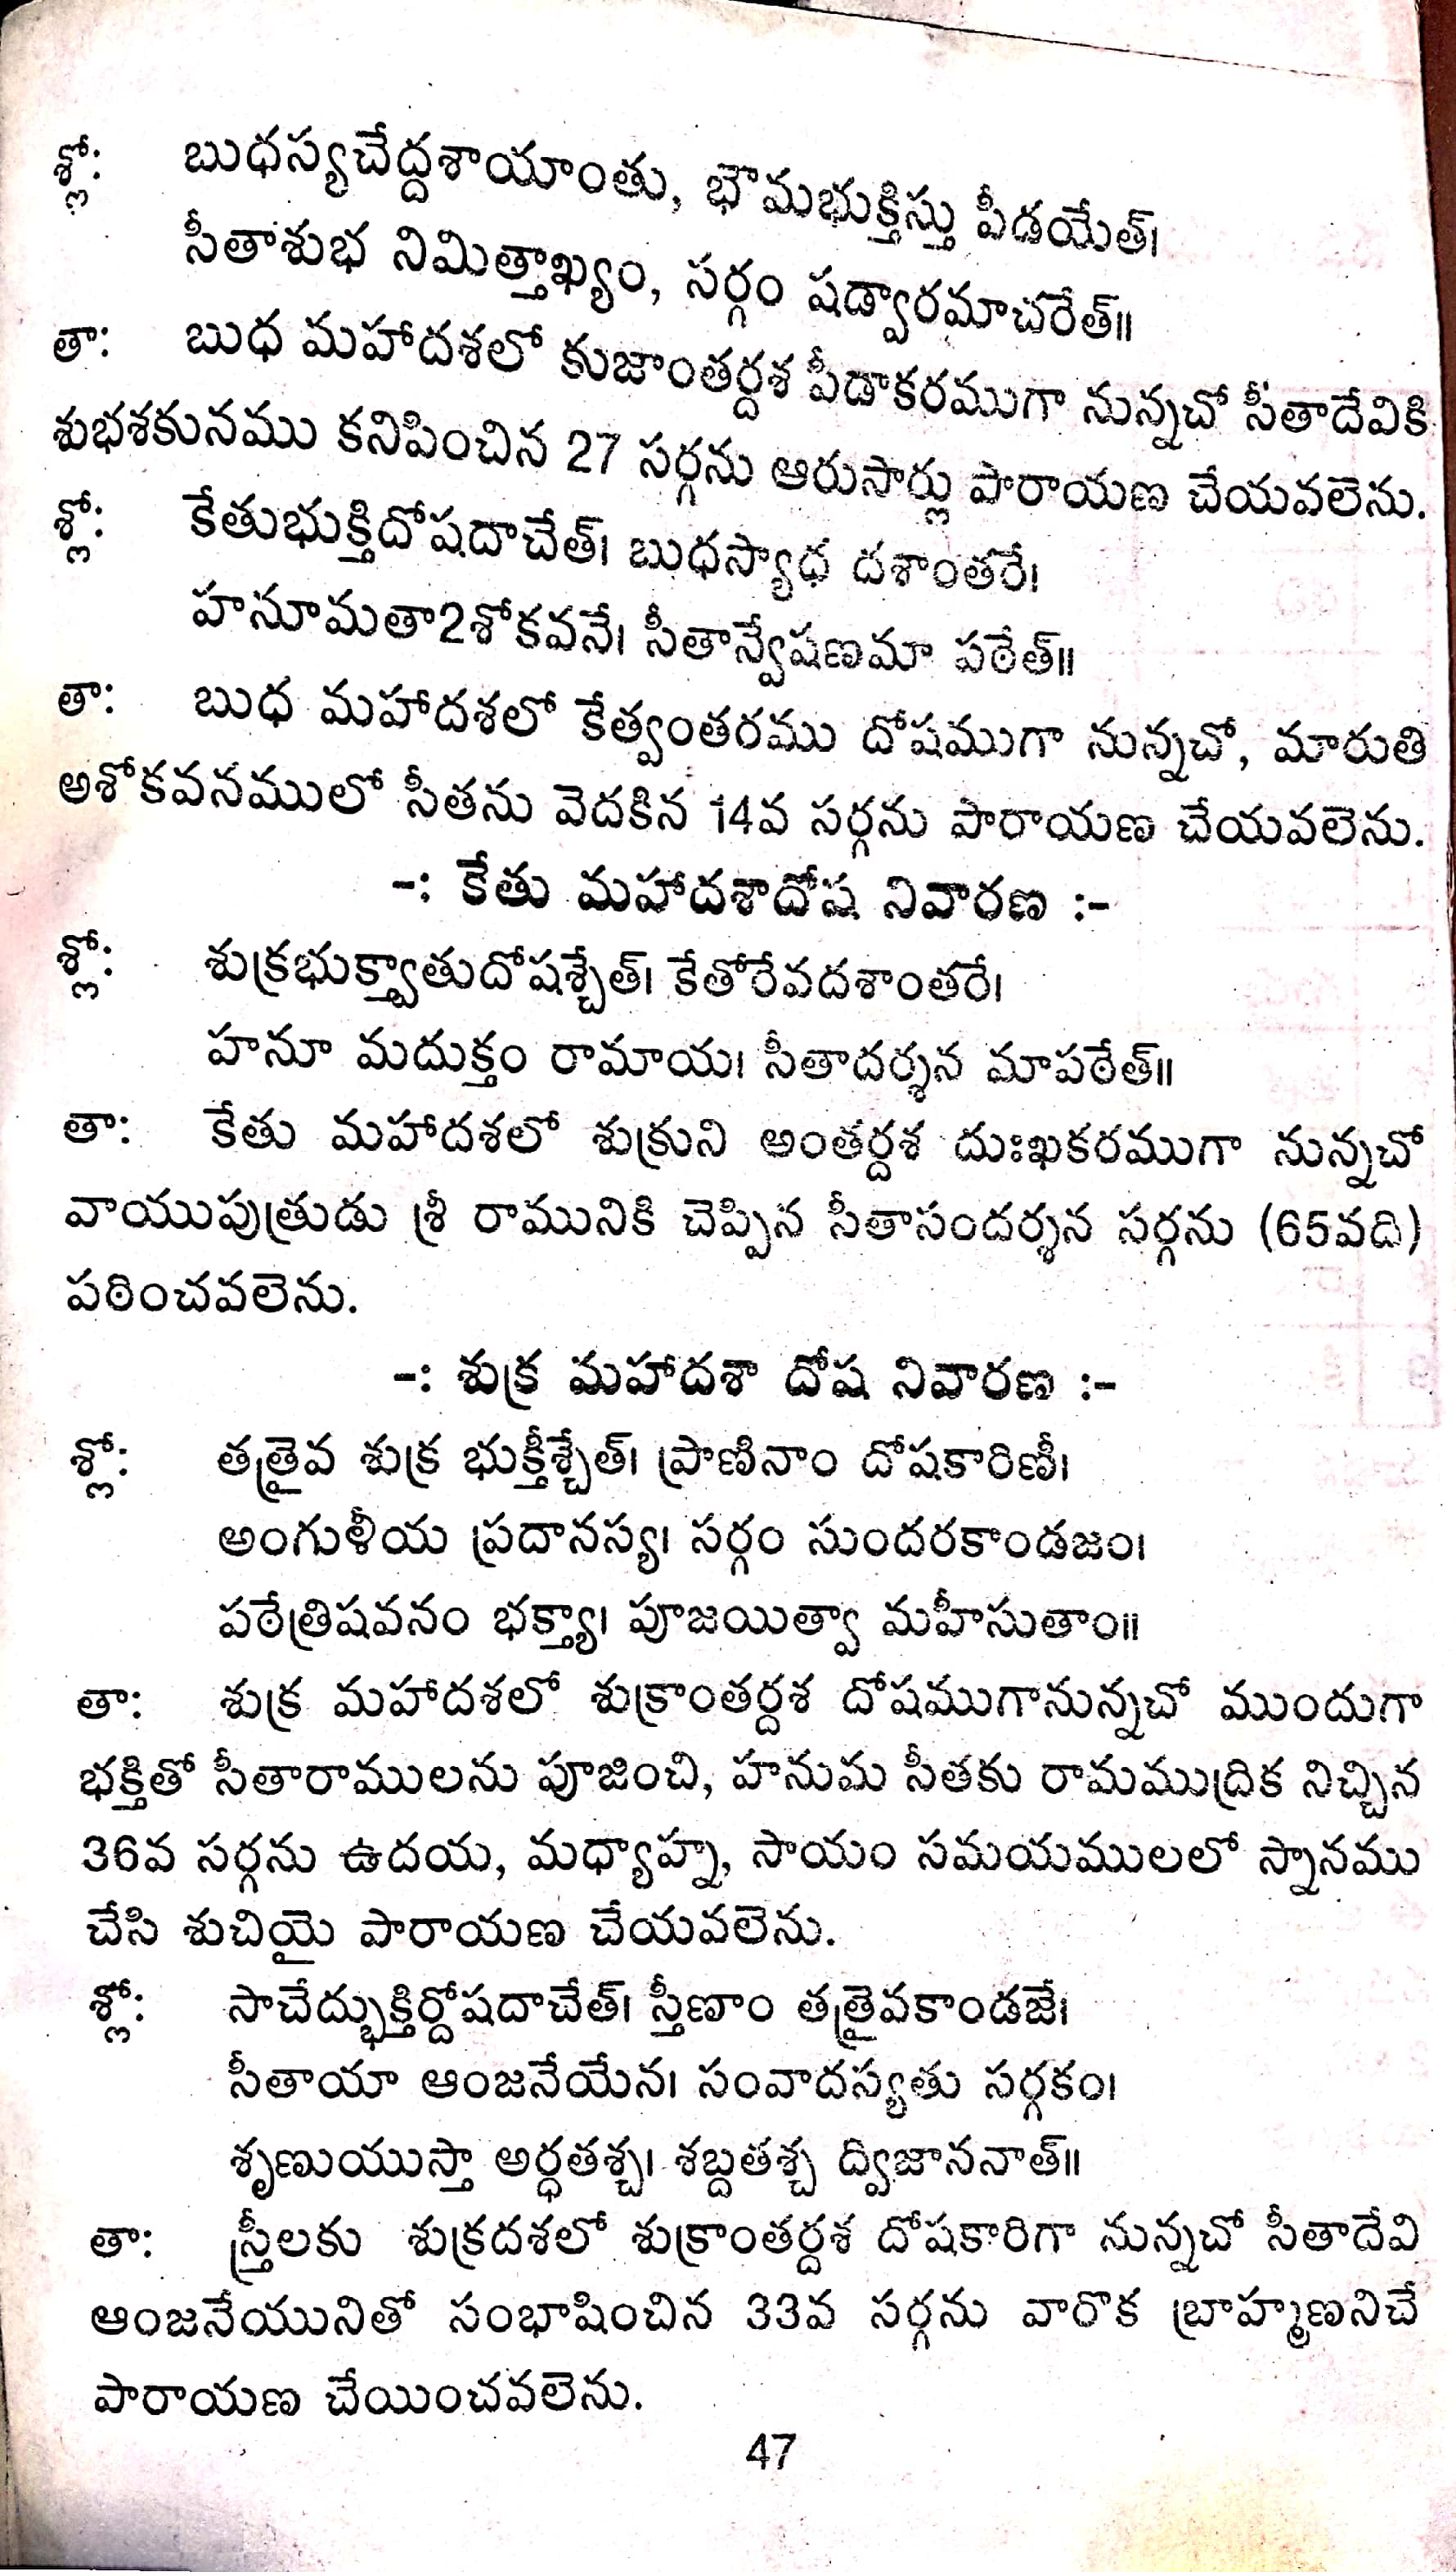 శ్లో: బుధస్యచేద్దశాయాంతు, భౌమభుక్తిస్తు పీడయేత్।
సీతాశుభ నిమిత్తాఖ్యం, సర్గం షడ్వారమాచరేత్॥
తా: బుధ మహాదశలో కుజాంతర్దశ పీడాకరముగా నున్నచో సీతాదేవికి
శుభశకునము కనిపించిన 27 సర్గను ఆరుసార్లు పారాయణ చేయవలెను.
శ్లో: కేతుభుక్తిదోషదాచేత్। బుధస్యాధ దశాంతరే।
హనూమతా2శోకవనే। సీతాన్వేషణమా పఠేత్॥
తా: బుధ మహాదశలో కేత్వంతరము దోషముగా నున్నచో, మారుతి
అశోకవనములో సీతను వెదకిన 14వ సర్గను పారాయణ చేయవలెను.
-: కేతు మహాదశాదోష నివారణ :-
శ్లో: శుక్రభుక్త్వాతుదోషశ్చేత్। కేతోరేవదశాంతరే।
హనూ మదుక్తం రామాయ। సీతాదర్శన మాపఠేత్॥
తా: కేతు మహాదశలో శుక్రుని అంతర్దశ దుఃఖకరముగా నున్నచో
వాయుపుత్రుడు శ్రీ రామునికి చెప్పిన సీతాసందర్శన సర్గను (65వది)
పఠించవలెను.
-: శుక్ర మహాదశా దోష నివారణ :-
శ్లో: తత్రైవ శుక్ర భుక్తీశ్చేత్। ప్రాణినాం దోషకారిణీ।
అంగుళీయ ప్రదానస్య। సర్గం సుందరకాండజం।
పఠేత్రిషవనం భక్త్యా। పూజయిత్వా మహీసుతాం॥
తా: శుక్ర మహాదశలో శుక్రాంతర్దశ దోషముగానున్నచో ముందుగా
భక్తితో సీతారాములను పూజించి, హనుమ సీతకు రామముద్రిక నిచ్చిన
36వ సర్గను ఉదయ, మధ్యాహ్న, సాయం సమయములలో స్నానము
చేసి శుచియై పారాయణ చేయవలెను.
శ్లో: సాచేద్భుక్తిర్దోషదాచేత్। స్తీణాం తత్రైవకాండజే।
సీతాయా ఆంజనేయేన। సంవాదస్యతు సర్గకం।
శృణుయుస్తా అర్ధతశ్చ। శబ్దతశ్చ ద్విజాననాత్॥
తా: స్త్రీలకు శుక్రదశలో శుక్రాంతర్దశ దోషకారిగా నున్నచో సీతాదేవి
ఆంజనేయునితో సంభాషించిన 33వ సర్గను వారొక బ్రాహ్మణునిచే
పారాయణ చేయించవలెను.
47